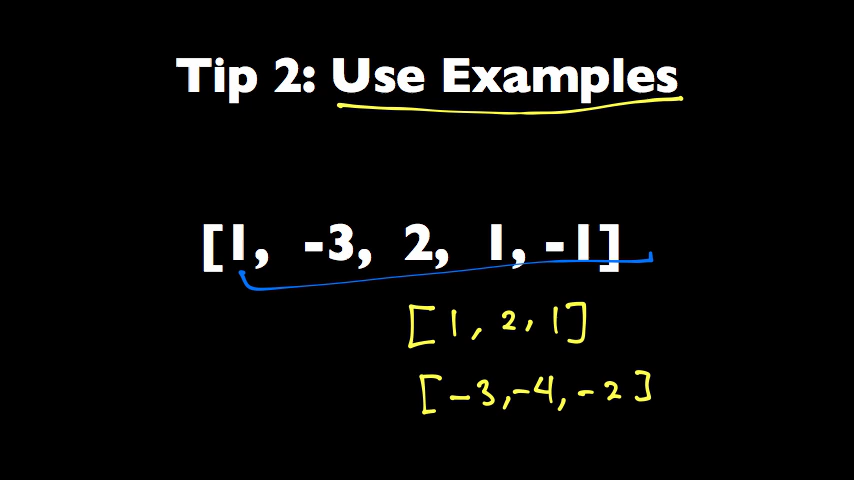 Tip 2: Use Examples
[1, -3, 2, 1, -1]
[1, 2, 1]
[-3, -4, -2]